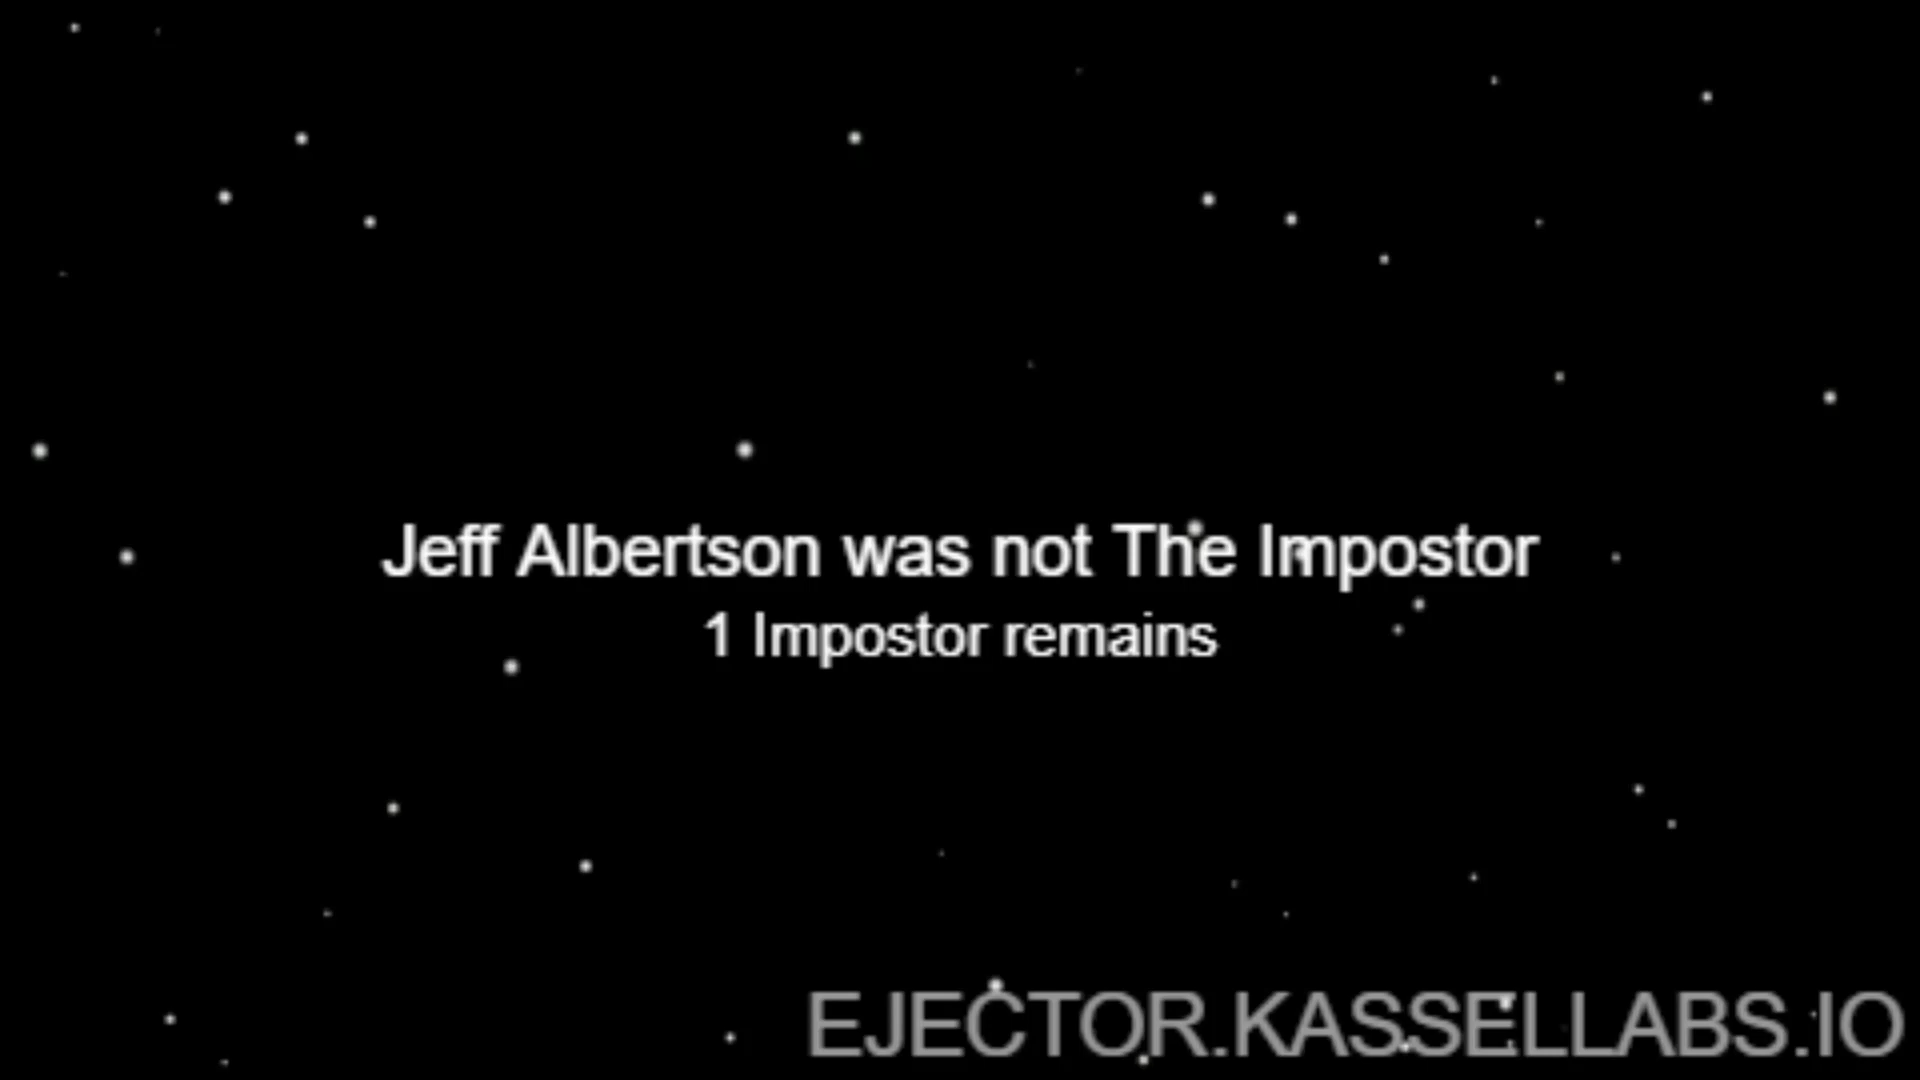 Jeff Albertson was not The Impostor
1 Impostor remains
EJECTOR.KASSELLABS.IO